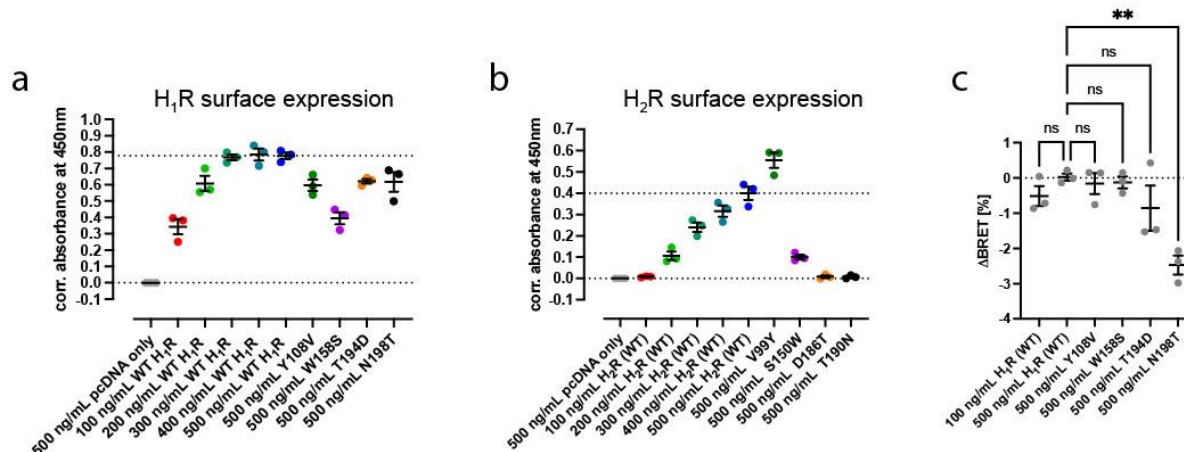 a
H₁R surface expression
corr. absorbance at 450nm
1.0
0.9
0.8
0.7
0.6
0.5
0.4
0.3
0.2
0.1
0.0
-0.1
500 ng/mL pcDNA only
100 ng/mL WT H₁R
200 ng/mL WT H₁R
300 ng/mL WT H₁R
400 ng/mL WT H₁R
500 ng/mL WT H₁R
500 ng/mL Y108V
500 ng/mL W158S
500 ng/mL T194D
500 ng/mL N198T
b
H₂R surface expression
corr. absorbance at 450nm
0.7
0.6
0.5
0.4
0.3
0.2
0.1
0.0
-0.1
500 ng/mL pcDNA only
100 ng/mL H₂R (WT)
200 ng/mL H₂R (WT)
300 ng/mL H₂R (WT)
400 ng/mL H₂R (WT)
500 ng/mL H₂R (WT)
500 ng/mL V99Y
500 ng/mL S150W
500 ng/mL D186T
500 ng/mL T190N
c
**
ns
ns
ns
ns
ΔBRET [%]
1
0
-1
-2
-3
-4
100 ng/mL H₁R (WT)
500 ng/mL H₁R (WT)
500 ng/mL Y108V
500 ng/mL W158S
500 ng/mL T194D
500 ng/mL N198T